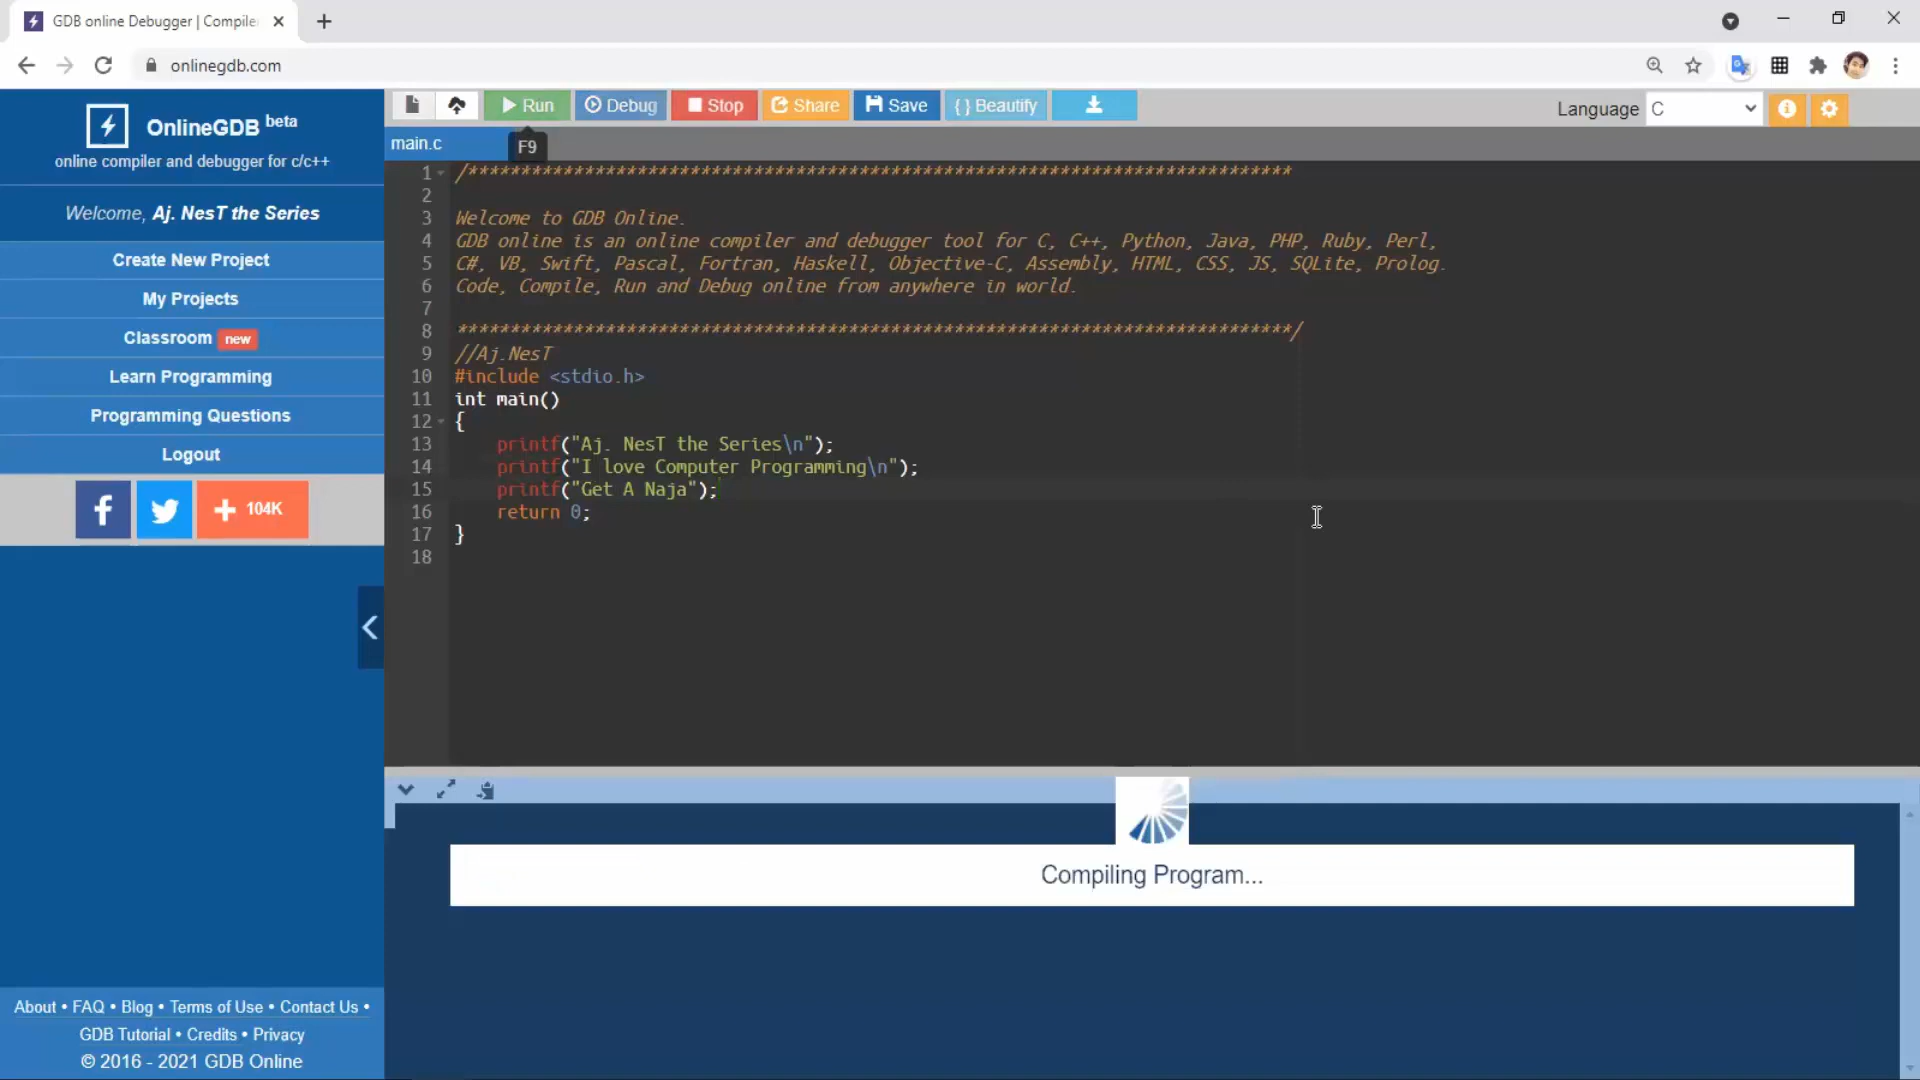 GDB online Debugger | Compile
onlinegdb.com
OnlineGDB beta
online compiler and debugger for c/c++
Welcome, Aj. NesT the Series
Create New Project
My Projects
Classroom new
Learn Programming
Programming Questions
Logout
104K
About • FAQ • Blog • Terms of Use • Contact Us •
GDB Tutorial • Credits • Privacy
© 2016 - 2021 GDB Online
Run Debug Stop Share Save { } Beautify
Language C
main.c
F9
1 /******************************************************************************
2
3 Welcome to GDB Online.
4 GDB online is an online compiler and debugger tool for C, C++, Python, Java, PHP, Ruby, Perl,
5 C#, VB, Swift, Pascal, Fortran, Haskell, Objective-C, Assembly, HTML, CSS, JS, SQLite, Prolog.
6 Code, Compile, Run and Debug online from anywhere in world.
7
8 *******************************************************************************/
9 //Aj.NesT
10 #include <stdio.h>
11 int main()
12 {
13 printf("Aj. NesT the Series\n");
14 printf("I love Computer Programming\n");
15 printf("Get A Naja");
16 return 0;
17 }
18
Compiling Program...